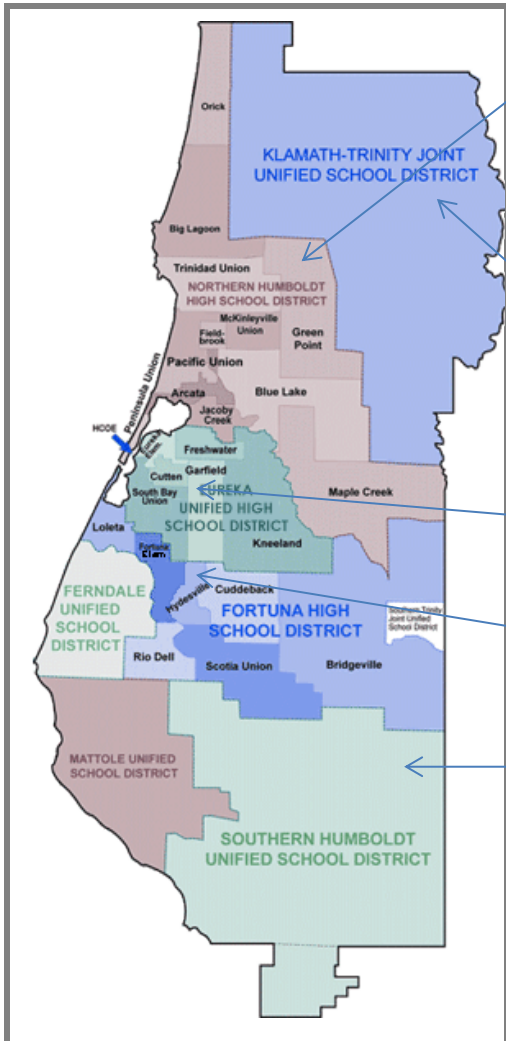 Orick
KLAMATH-TRINITY JOINT
UNIFIED SCHOOL DISTRICT
Big Lagoon
Trinidad Union
NORTHERN HUMBOLDT
HIGH SCHOOL DISTRICT
McKinleyville
Union
Field-
brook
Green
Point
Pacific Union
Peninsula Union
Arcata
Blue Lake
Jacoby
Creek
HCOE
Eureka
Elem.
Freshwater
Garfield
Cutten
EUREKA
South Bay
Union
UNIFIED HIGH
SCHOOL DISTRICT
Maple Creek
Loleta
Kneeland
Fortuna
Elem
FERNDALE
UNIFIED
SCHOOL
DISTRICT
Hydesville
Cuddeback
FORTUNA HIGH
SCHOOL DISTRICT
Southern Trinity
Joint Unified
School District
Rio Dell
Scotia Union
Bridgeville
MATTOLE UNIFIED
SCHOOL DISTRICT
SOUTHERN HUMBOLDT
UNIFIED SCHOOL DISTRICT